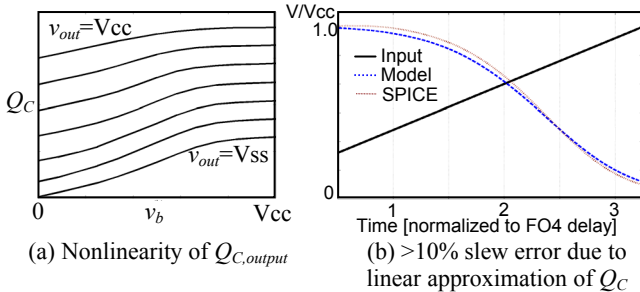 v_out=Vcc
Q_C
v_out=Vss
0
v_b
Vcc
(a) Nonlinearity of Q_C,output
V/Vcc
1.0
Input
Model
SPICE
0
1
2
3
Time [normalized to FO4 delay]
(b) >10% slew error due to
linear approximation of Q_C